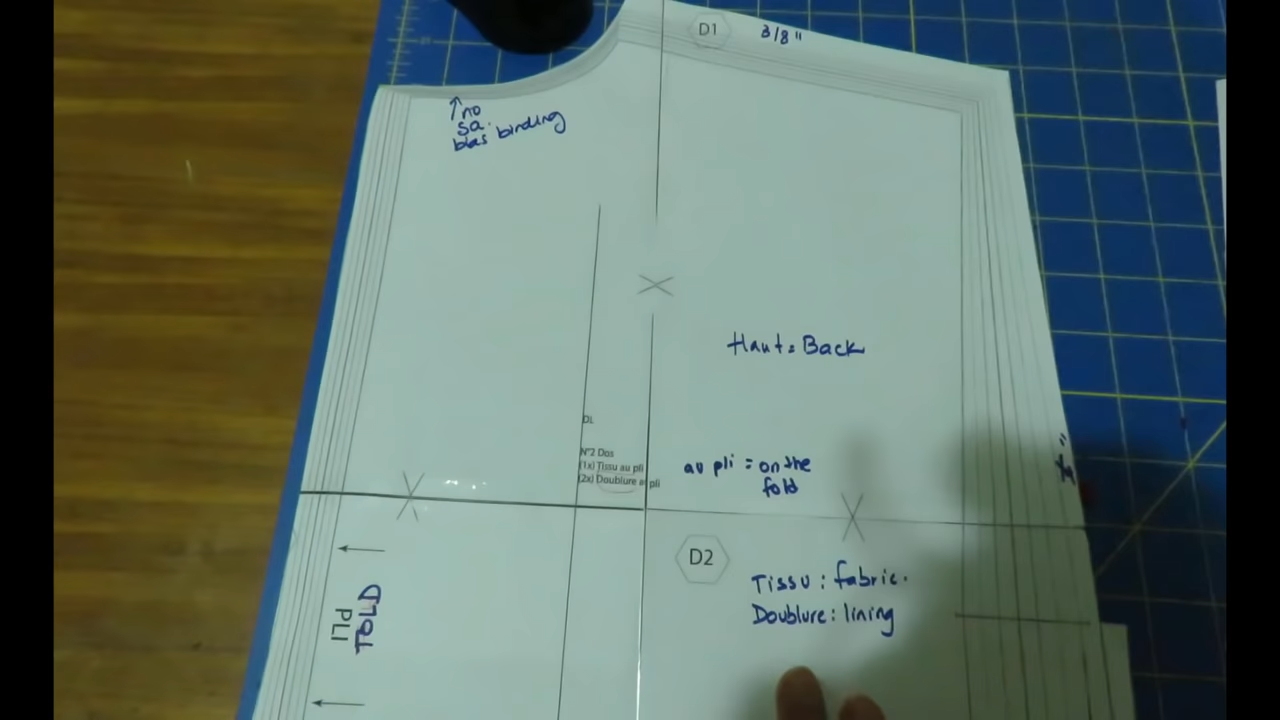 D1
3/8"
↑no
sa.
bias binding
Haut = Back
D1
N°2 Dos
(1x) Tissu au pli
(2x) Doublure au pli
au pli = on the
fold
D2
Tissu : fabric.
Doublure : lining
PLI
FOLD